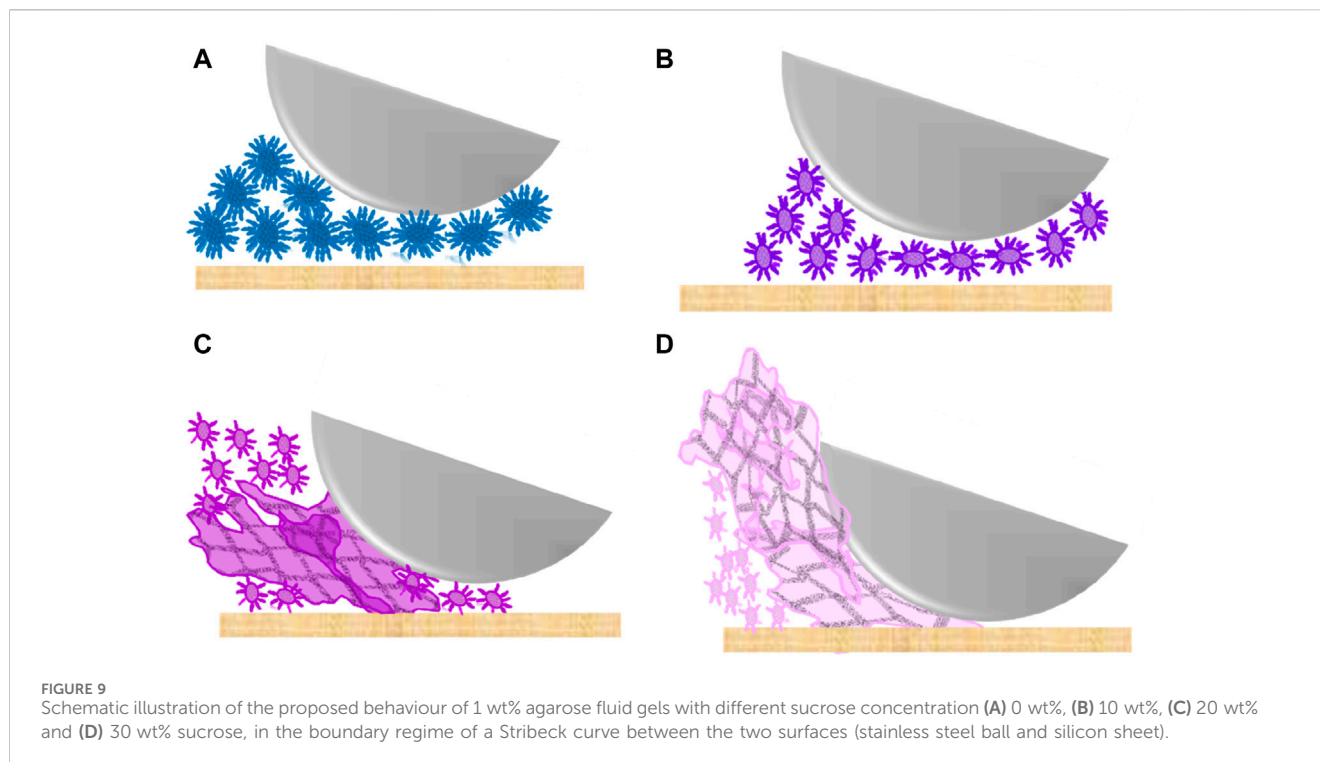 A
B
C
D
FIGURE 9
Schematic illustration of the proposed behaviour of 1 wt% agarose fluid gels with different sucrose concentration (A) 0 wt%, (B) 10 wt%, (C) 20 wt%
and (D) 30 wt% sucrose, in the boundary regime of a Stribeck curve between the two surfaces (stainless steel ball and silicon sheet).